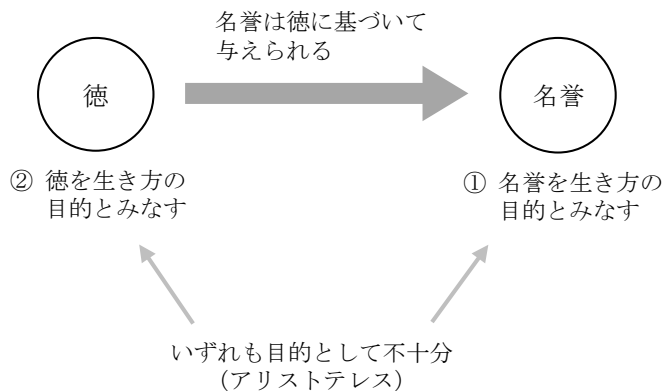 名誉は徳に基づいて
与えられる
徳
名誉
② 徳を生き方の
目的とみなす
① 名誉を生き方の
目的とみなす
いずれも目的として不十分
（アリストテレス）